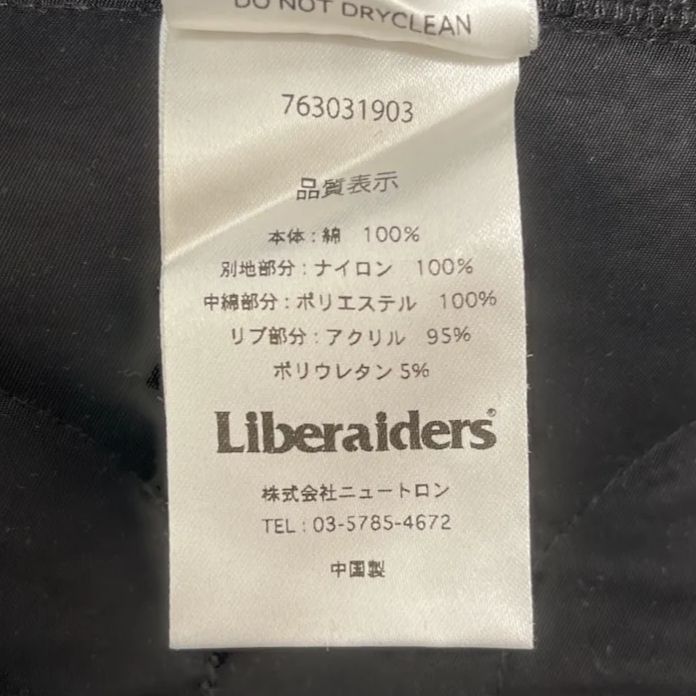 DO NOT DRYCLEAN
763031903
品質表示
本体 : 綿 100%
別地部分 : ナイロン 100%
中綿部分 : ポリエステル 100%
リブ部分 : アクリル 95%
ポリウレタン 5%
Liberaiders®
株式会社ニュートロン
TEL : 03-5785-4672
中国製